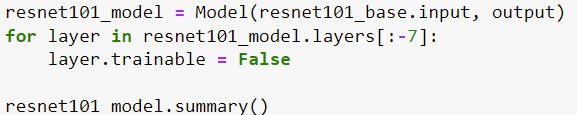 resnet101_model = Model(resnet101_base.input, output)
for layer in resnet101_model.layers[:-7]:
    layer.trainable = False

resnet101_model.summary()